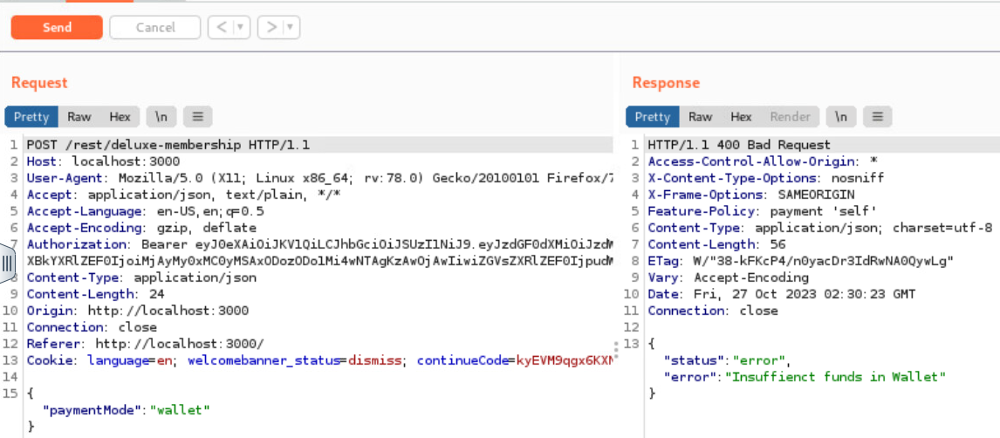 Send Cancel < > 
Request
Pretty Raw Hex \n
1 POST /rest/deluxe-membership HTTP/1.1
2 Host: localhost:3000
3 User-Agent: Mozilla/5.0 (X11; Linux x86_64; rv:78.0) Gecko/20100101 Firefox/7
4 Accept: application/json, text/plain, */*
5 Accept-Language: en-US,en;q=0.5
6 Accept-Encoding: gzip, deflate
7 Authorization: Bearer
8 Content-Type: application/json
9 Content-Length: 24
10 Origin: http://localhost:3000
11 Connection: close
12 Referer: http://localhost:3000/
13 Cookie: language=en; welcomebanner_status=dismiss; continueCode=kyEVM9qgx6KX
14
15 {
"paymentMode":"wallet"
}
Response
Pretty Raw Hex Render \n
1 HTTP/1.1 400 Bad Request
2 Access-Control-Allow-Origin: *
3 X-Content-Type-Options: nosniff
4 X-Frame-Options: SAMEORIGIN
5 Feature-Policy: payment 'self'
6 Content-Type: application/json; charset=utf-8
7 Content-Length: 56
8 ETag: W/"38-kFKcP4/n0yacDr3IdRwNA0QywLg"
9 Vary: Accept-Encoding
10 Date: Fri, 27 Oct 2023 02:30:23 GMT
11 Connection: close
12
13 {
"status":"error",
"error":"Insuffienct funds in Wallet"
}